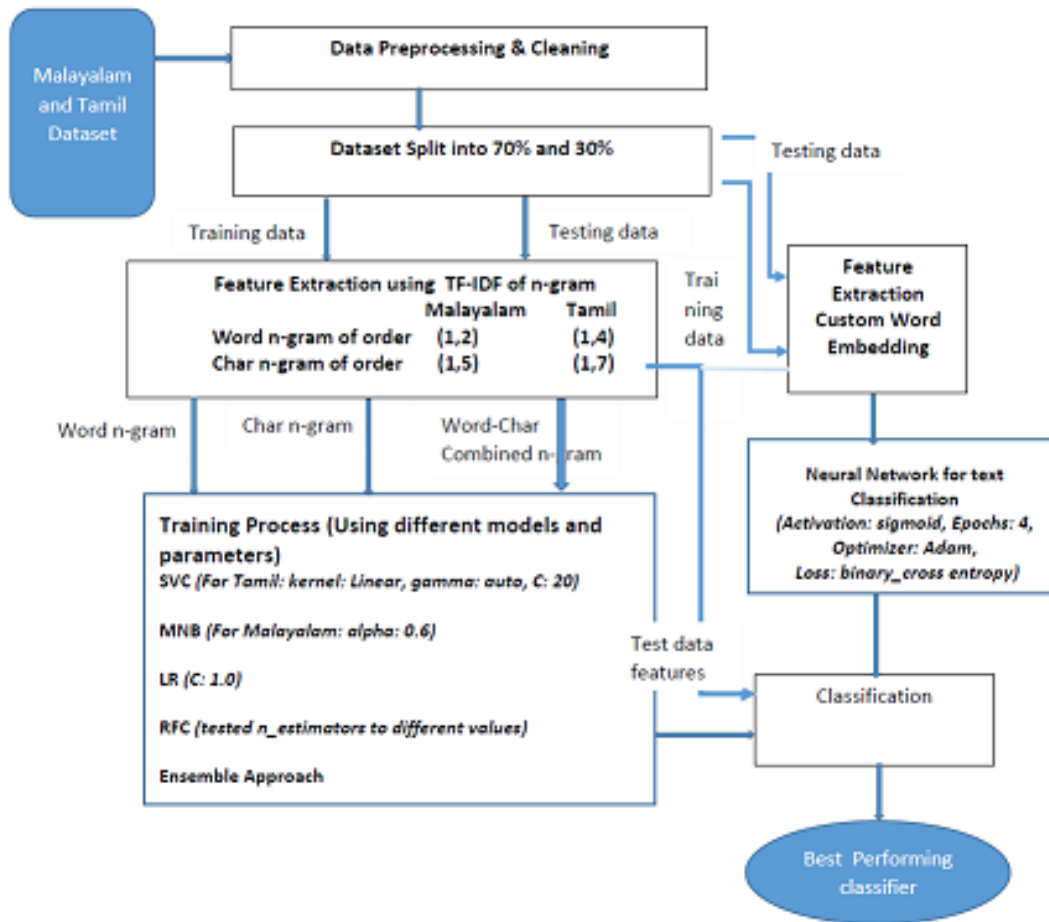 Malayalam
and Tamil
Dataset
Data Preprocessing & Cleaning
Dataset Split into 70% and 30%
Testing data
Training data
Testing data
Feature Extraction using TF-IDF of n-gram
Malayalam Tamil
Word n-gram of order (1,2) (1,4)
Char n-gram of order (1,5) (1,7)
Trai
ning
data
Feature
Extraction
Custom Word
Embedding
Word n-gram
Char n-gram
Word-Char
Combined n-gram
Neural Network for text
Classification
(Activation: sigmoid, Epochs: 4,
Optimizer: Adam,
Loss: binary_cross entropy)
Training Process (Using different models and
parameters)
SVC (For Tamil: kernel: Linear, gamma: auto, C: 20)
MNB (For Malayalam: alpha: 0.6)
LR (C: 1.0)
RFC (tested n_estimators to different values)
Ensemble Approach
Test data
features
Classification
Best Performing
classifier